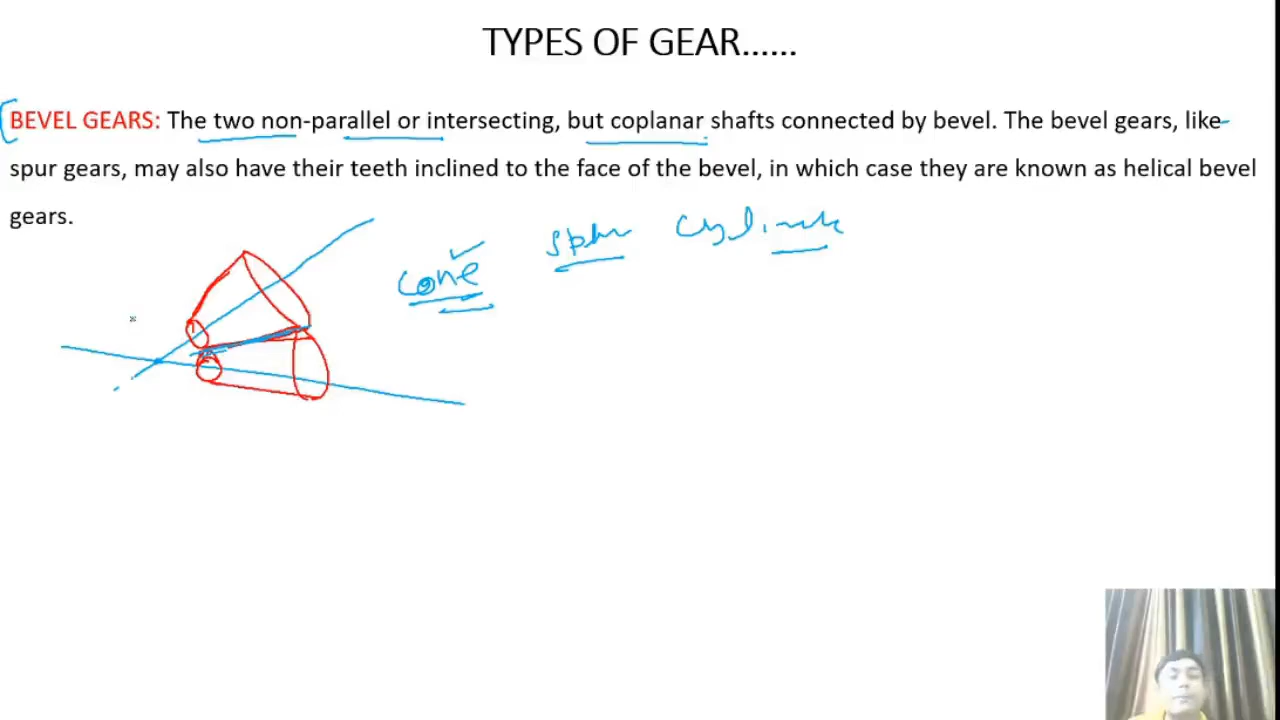 TYPES OF GEAR......
BEVEL GEARS: The two non-parallel or intersecting, but coplanar shafts connected by bevel. The bevel gears, like
spur gears, may also have their teeth inclined to the face of the bevel, in which case they are known as helical bevel
gears.
cone